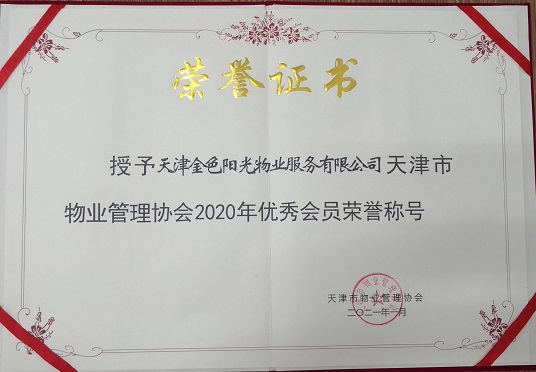 荣誉证书
授予天津金色阳光物业服务有限公司天津市
物业管理协会2020年优秀会员荣誉称号
天津市物业管理协会
二〇二一年一月